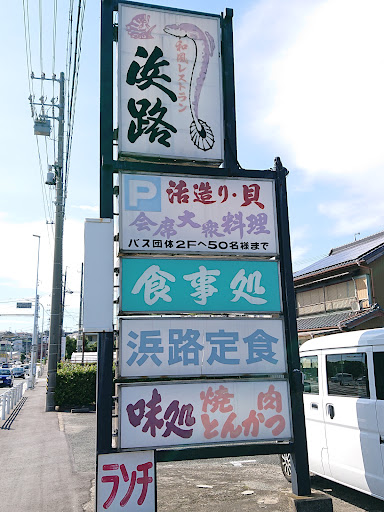 和風レストラン
浜路
P 活造り・貝
会席大衆料理
バス団体2Fへ50名様まで
食事処
浜路定食
味処 焼肉
とんかつ
ランチ